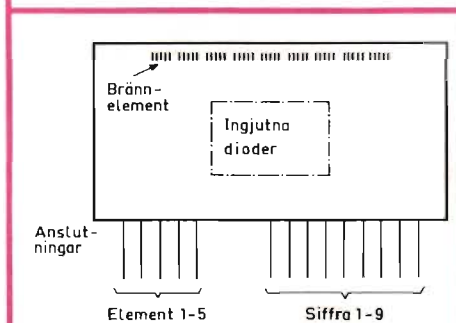 Bränn-
element
Ingjutna
dioder
Anslut-
ningar
Element 1-5
Siffra 1-9